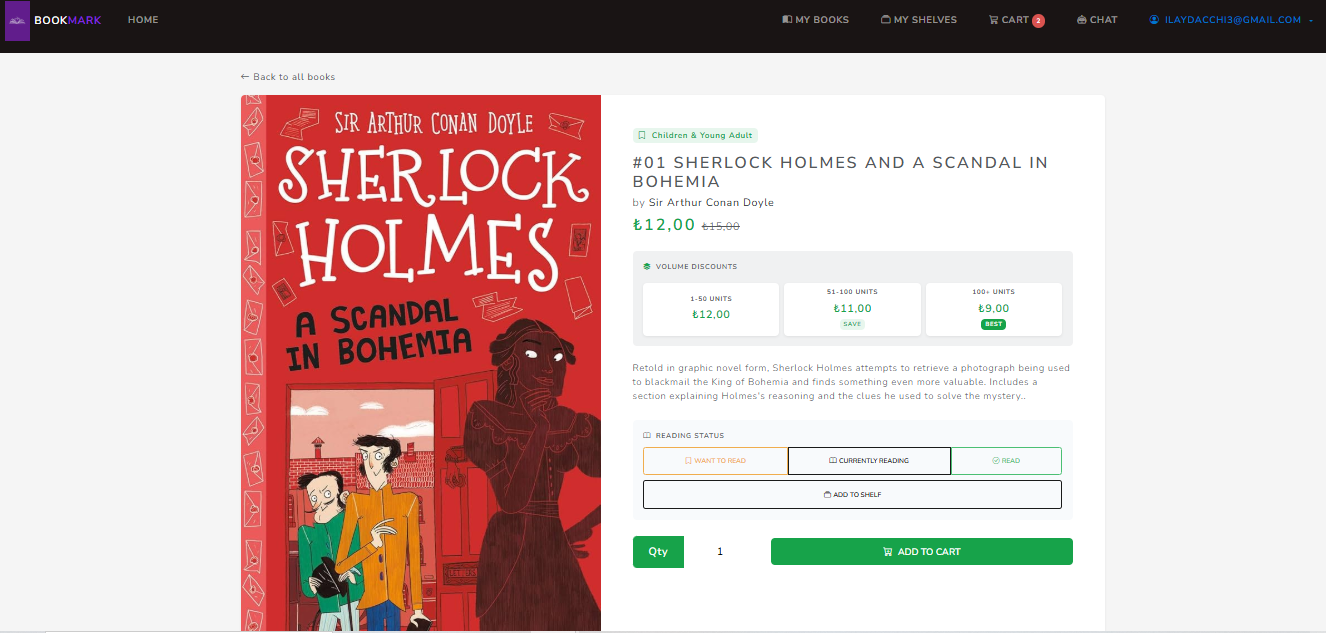 BOOKMARK HOME MY BOOKS MY SHELVES CART 2 CHAT ILAYDACCHI3@GMAIL.COM
← Back to all books
SIR ARTHUR CONAN DOYLE
SHERLOCK
HOLMES
A SCANDAL
IN BOHEMIA
Children & Young Adult
#01 SHERLOCK HOLMES AND A SCANDAL IN
BOHEMIA
by Sir Arthur Conan Doyle
₺12,00 ₺15,00
VOLUME DISCOUNTS
1-50 UNITS
₺12,00
51-100 UNITS
₺11,00
SAVE
100+ UNITS
₺9,00
BEST
Retold in graphic novel form, Sherlock Holmes attempts to retrieve a photograph being used
to blackmail the King of Bohemia and finds something even more valuable. Includes a
section explaining Holmes's reasoning and the clues he used to solve the mystery..
READING STATUS
WANT TO READ CURRENTLY READING READ
ADD TO SHELF
Qty 1 ADD TO CART